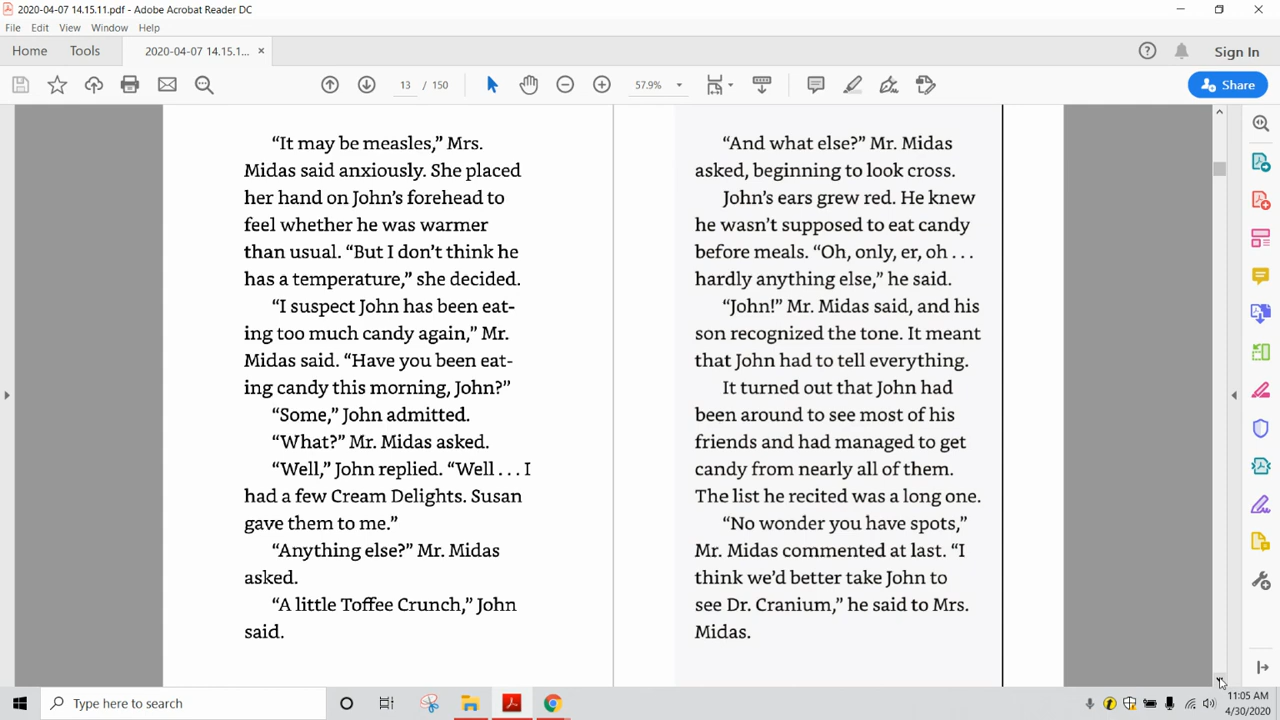 2020-04-07 14.15.11.pdf - Adobe Acrobat Reader DC
File Edit View Window Help
Home Tools 2020-04-07 14.15.1... × Sign In
13 / 150 57.9% Share
“It may be measles,” Mrs.
Midas said anxiously. She placed
her hand on John’s forehead to
feel whether he was warmer
than usual. “But I don’t think he
has a temperature,” she decided.
“I suspect John has been eat-
ing too much candy again,” Mr.
Midas said. “Have you been eat-
ing candy this morning, John?”
“Some,” John admitted.
“What?” Mr. Midas asked.
“Well,” John replied. “Well . . . I
had a few Cream Delights. Susan
gave them to me.”
“Anything else?” Mr. Midas
asked.
“A little Toffee Crunch,” John
said.
“And what else?” Mr. Midas
asked, beginning to look cross.
John’s ears grew red. He knew
he wasn’t supposed to eat candy
before meals. “Oh, only, er, oh . . .
hardly anything else,” he said.
“John!” Mr. Midas said, and his
son recognized the tone. It meant
that John had to tell everything.
It turned out that John had
been around to see most of his
friends and had managed to get
candy from nearly all of them.
The list he recited was a long one.
“No wonder you have spots,”
Mr. Midas commented at last. “I
think we’d better take John to
see Dr. Cranium,” he said to Mrs.
Midas.
Type here to search
11:05 AM
4/30/2020